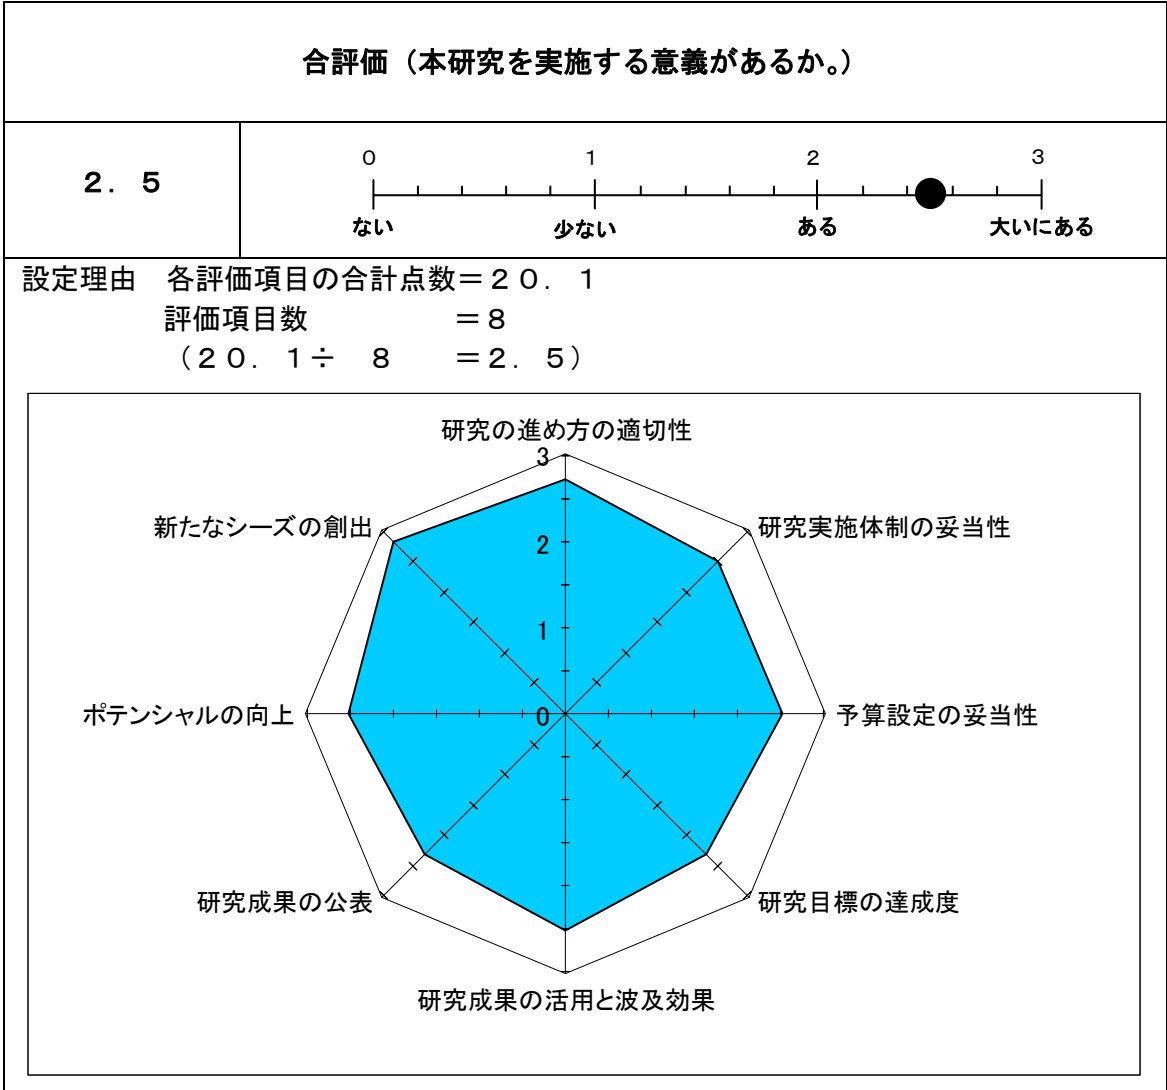 合評価（本研究を実施する意義があるか。）
２．５
０ １ ２ ３
ない 少ない ある 大いにある
設定理由　各評価項目の合計点数＝２０．１
評価項目数　＝８
（２０．１÷　８　＝２．５）
研究の進め方の適切性
3
新たなシーズの創出
研究実施体制の妥当性
2
1
ポテンシャルの向上
0
予算設定の妥当性
研究成果の公表
研究目標の達成度
研究成果の活用と波及効果